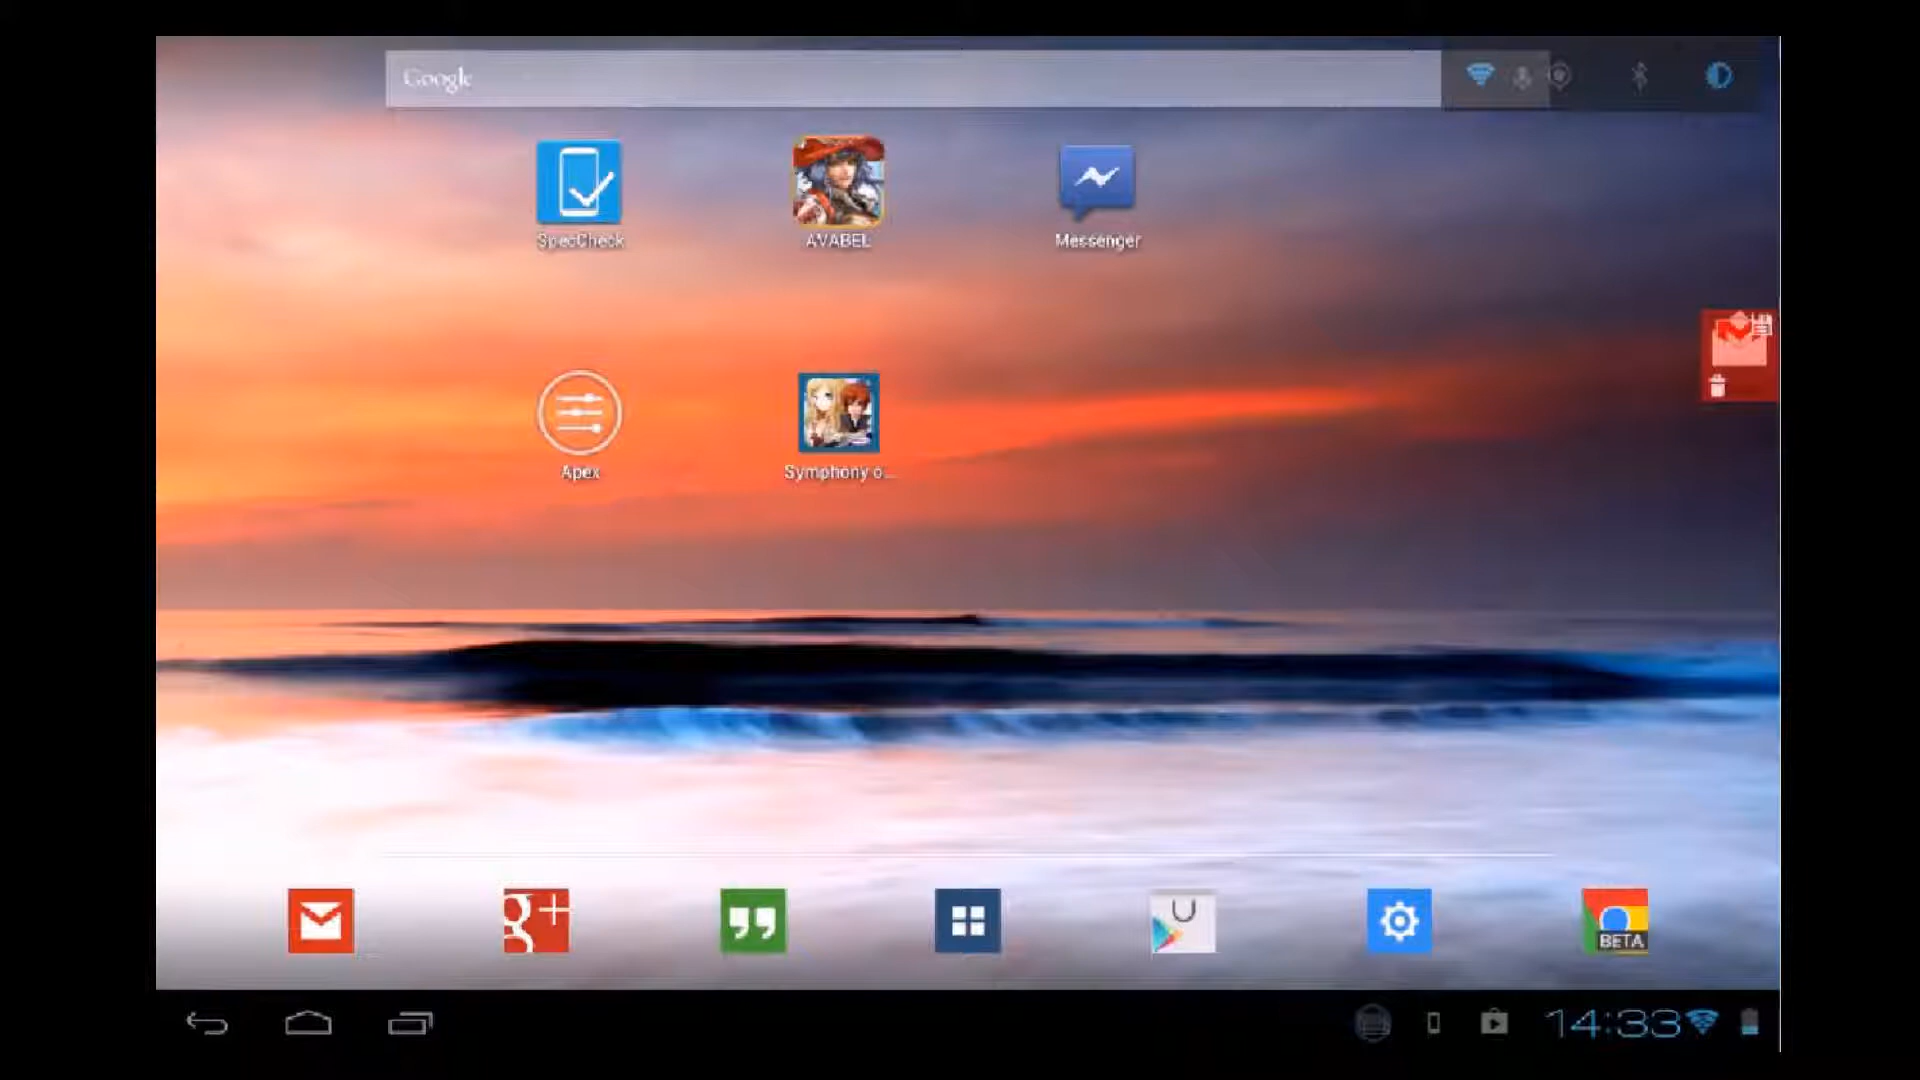 Google
SpecCheck
AVABEL
Messenger
Apex
Symphony o...
g+
BETA
14:33